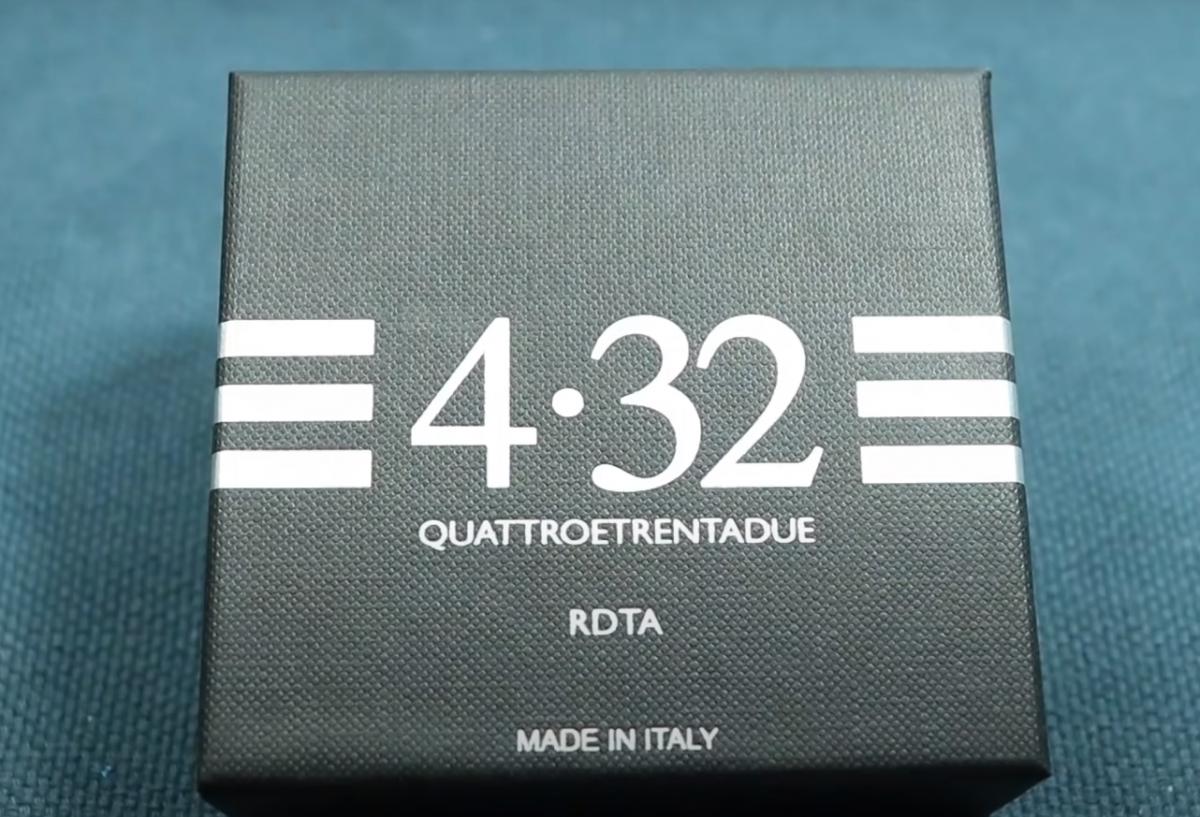 4·32
QUATTROETRENTADUE
RDTA
MADE IN ITALY